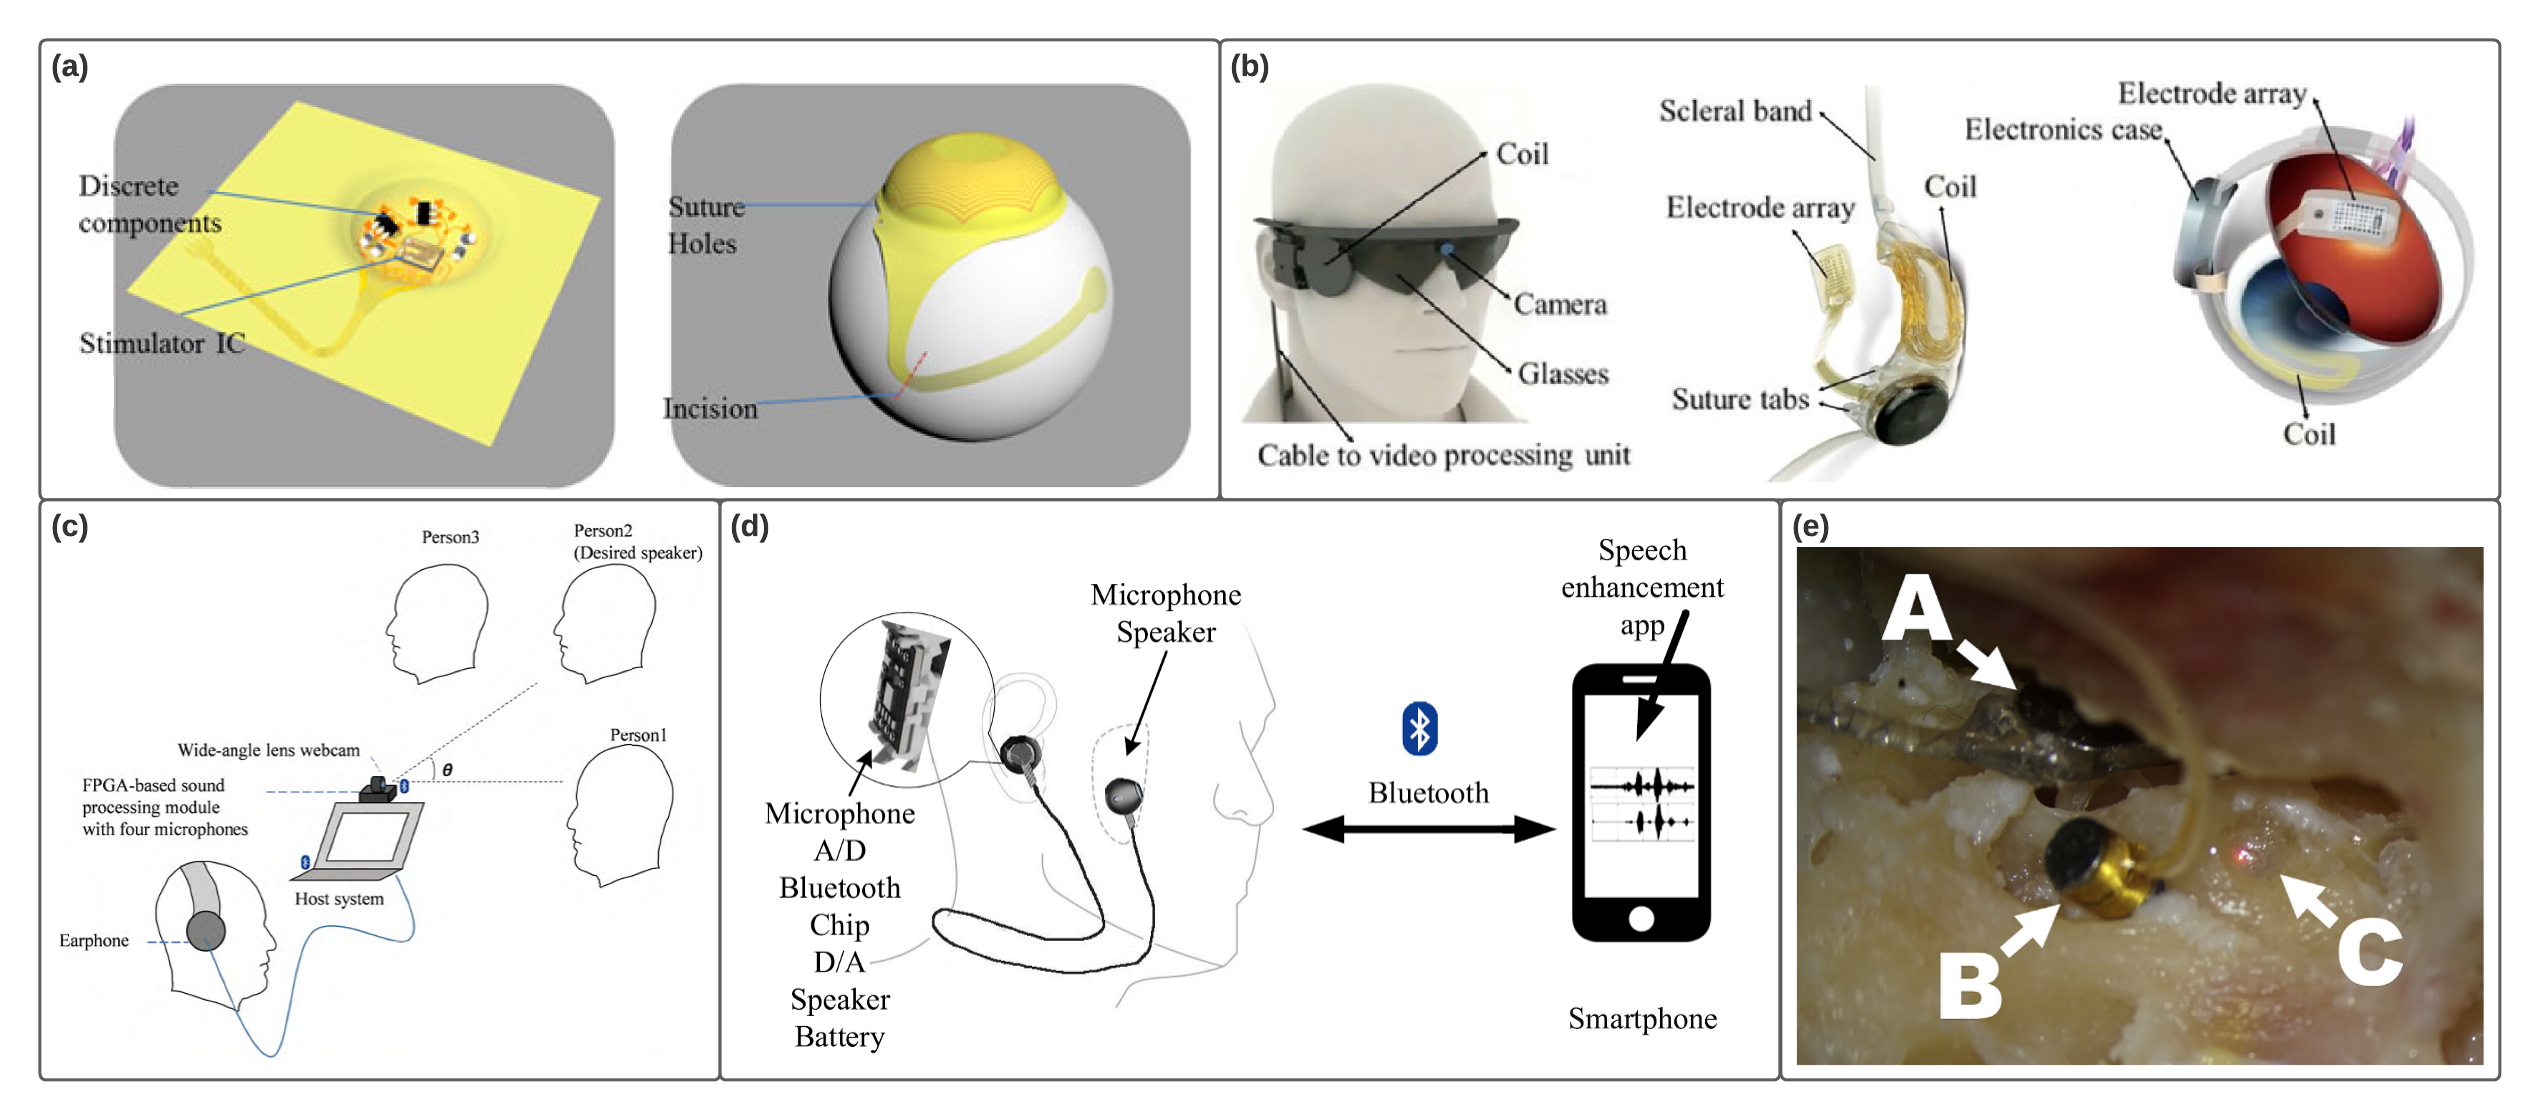 (a)
Discrete
components
Stimulator IC
Suture
Holes
Incision
(b)
Coil
Camera
Glasses
Cable to video processing unit
Scleral band
Electrode array
Coil
Suture tabs
Electrode array
Electronics case
Coil
(c)
Person3
Person2
(Desired speaker)
Person1
Wide-angle lens webcam
θ
FPGA-based sound
processing module
with four microphones
Host system
Earphone
(d)
Microphone
Speaker
Microphone
A/D
Bluetooth
Chip
D/A
Speaker
Battery
Bluetooth
Speech
enhancement
app
Smartphone
(e)
A
B
C